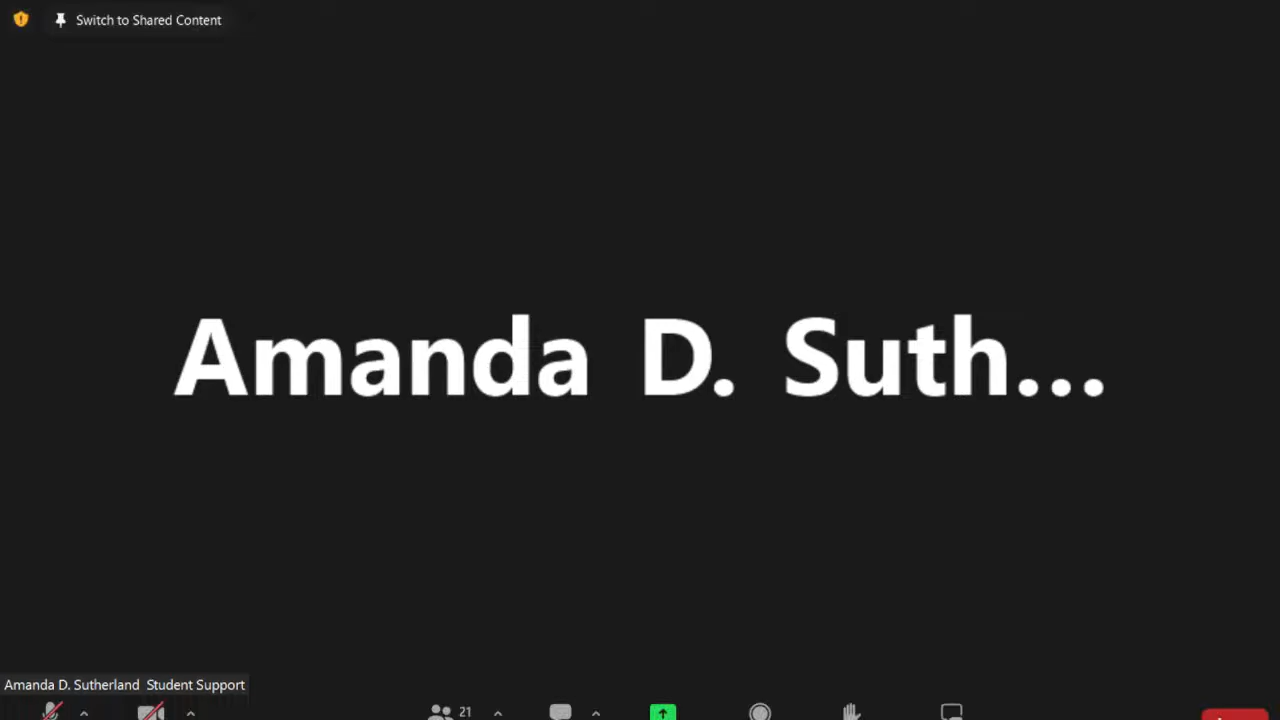 Switch to Shared Content
Amanda D. Suth...
Amanda D. Sutherland Student Support
21